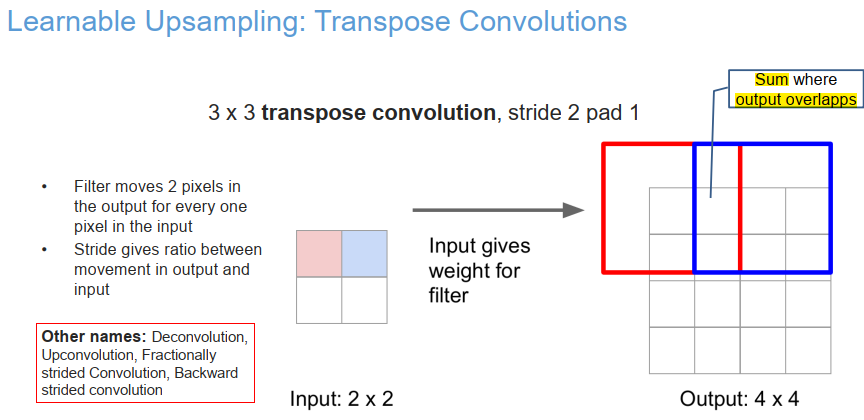 Learnable Upsampling: Transpose Convolutions
Sum where
output overlapps
3 x 3 transpose convolution, stride 2 pad 1
• Filter moves 2 pixels in
the output for every one
pixel in the input
• Stride gives ratio between
movement in output and
input
Other names: Deconvolution,
Upconvolution, Fractionally
strided Convolution, Backward
strided convolution
Input gives
weight for
filter
Input: 2 x 2
Output: 4 x 4